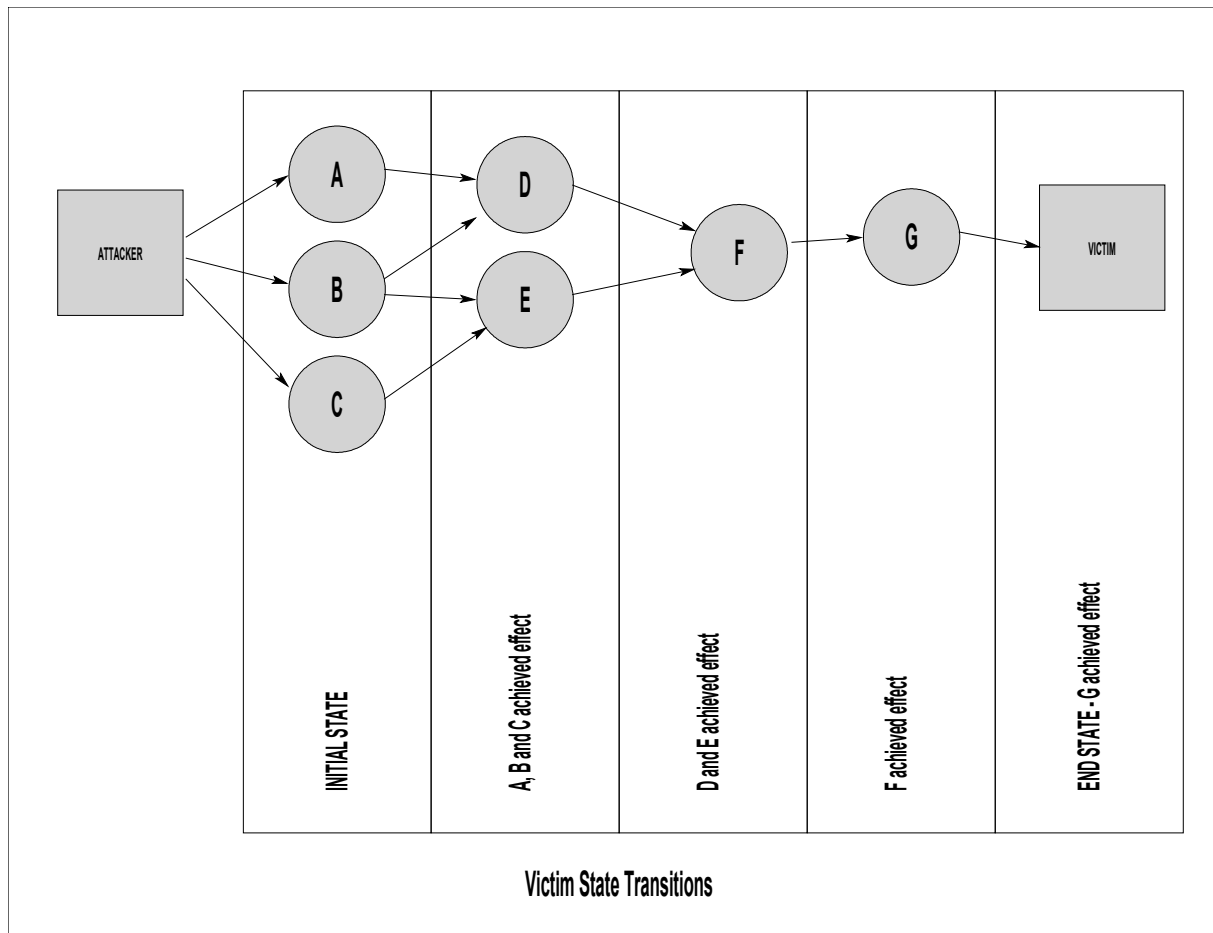 ATTACKER
A
B
C
D
E
F
G
VICTIM
INITIAL STATE
A, B and C achieved effect
D and E achieved effect
F achieved effect
END STATE - G achieved effect
Victim State Transitions